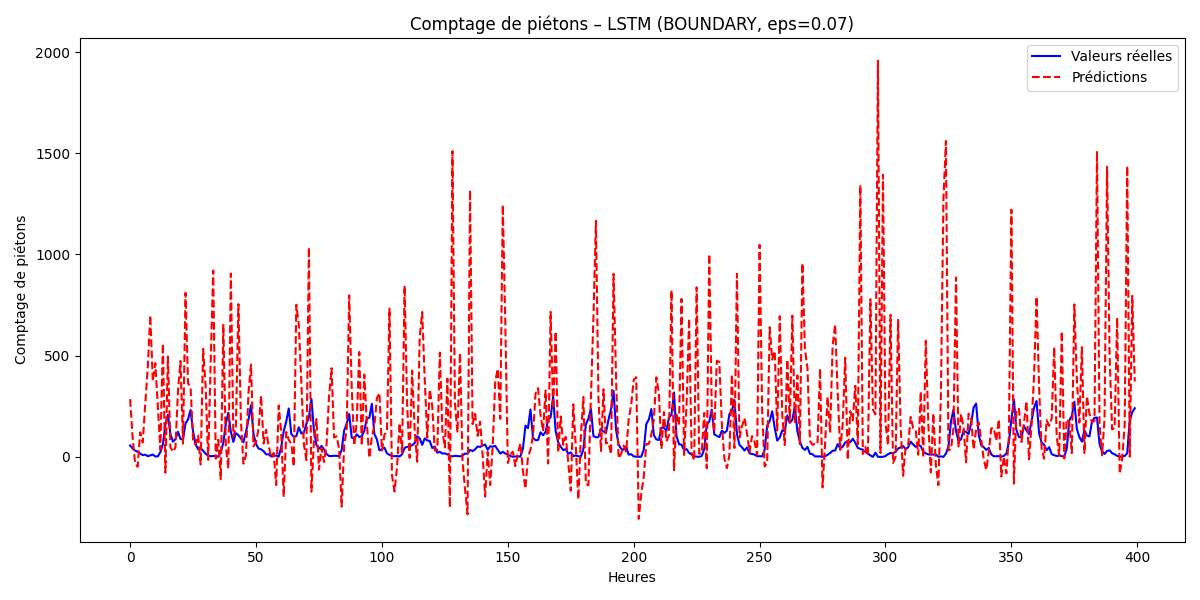 Comptage de piétons – LSTM (BOUNDARY, eps=0.07)
Valeurs réelles
Prédictions
2000
1500
1000
500
0
Comptage de piétons
0 50 100 150 200 250 300 350 400
Heures